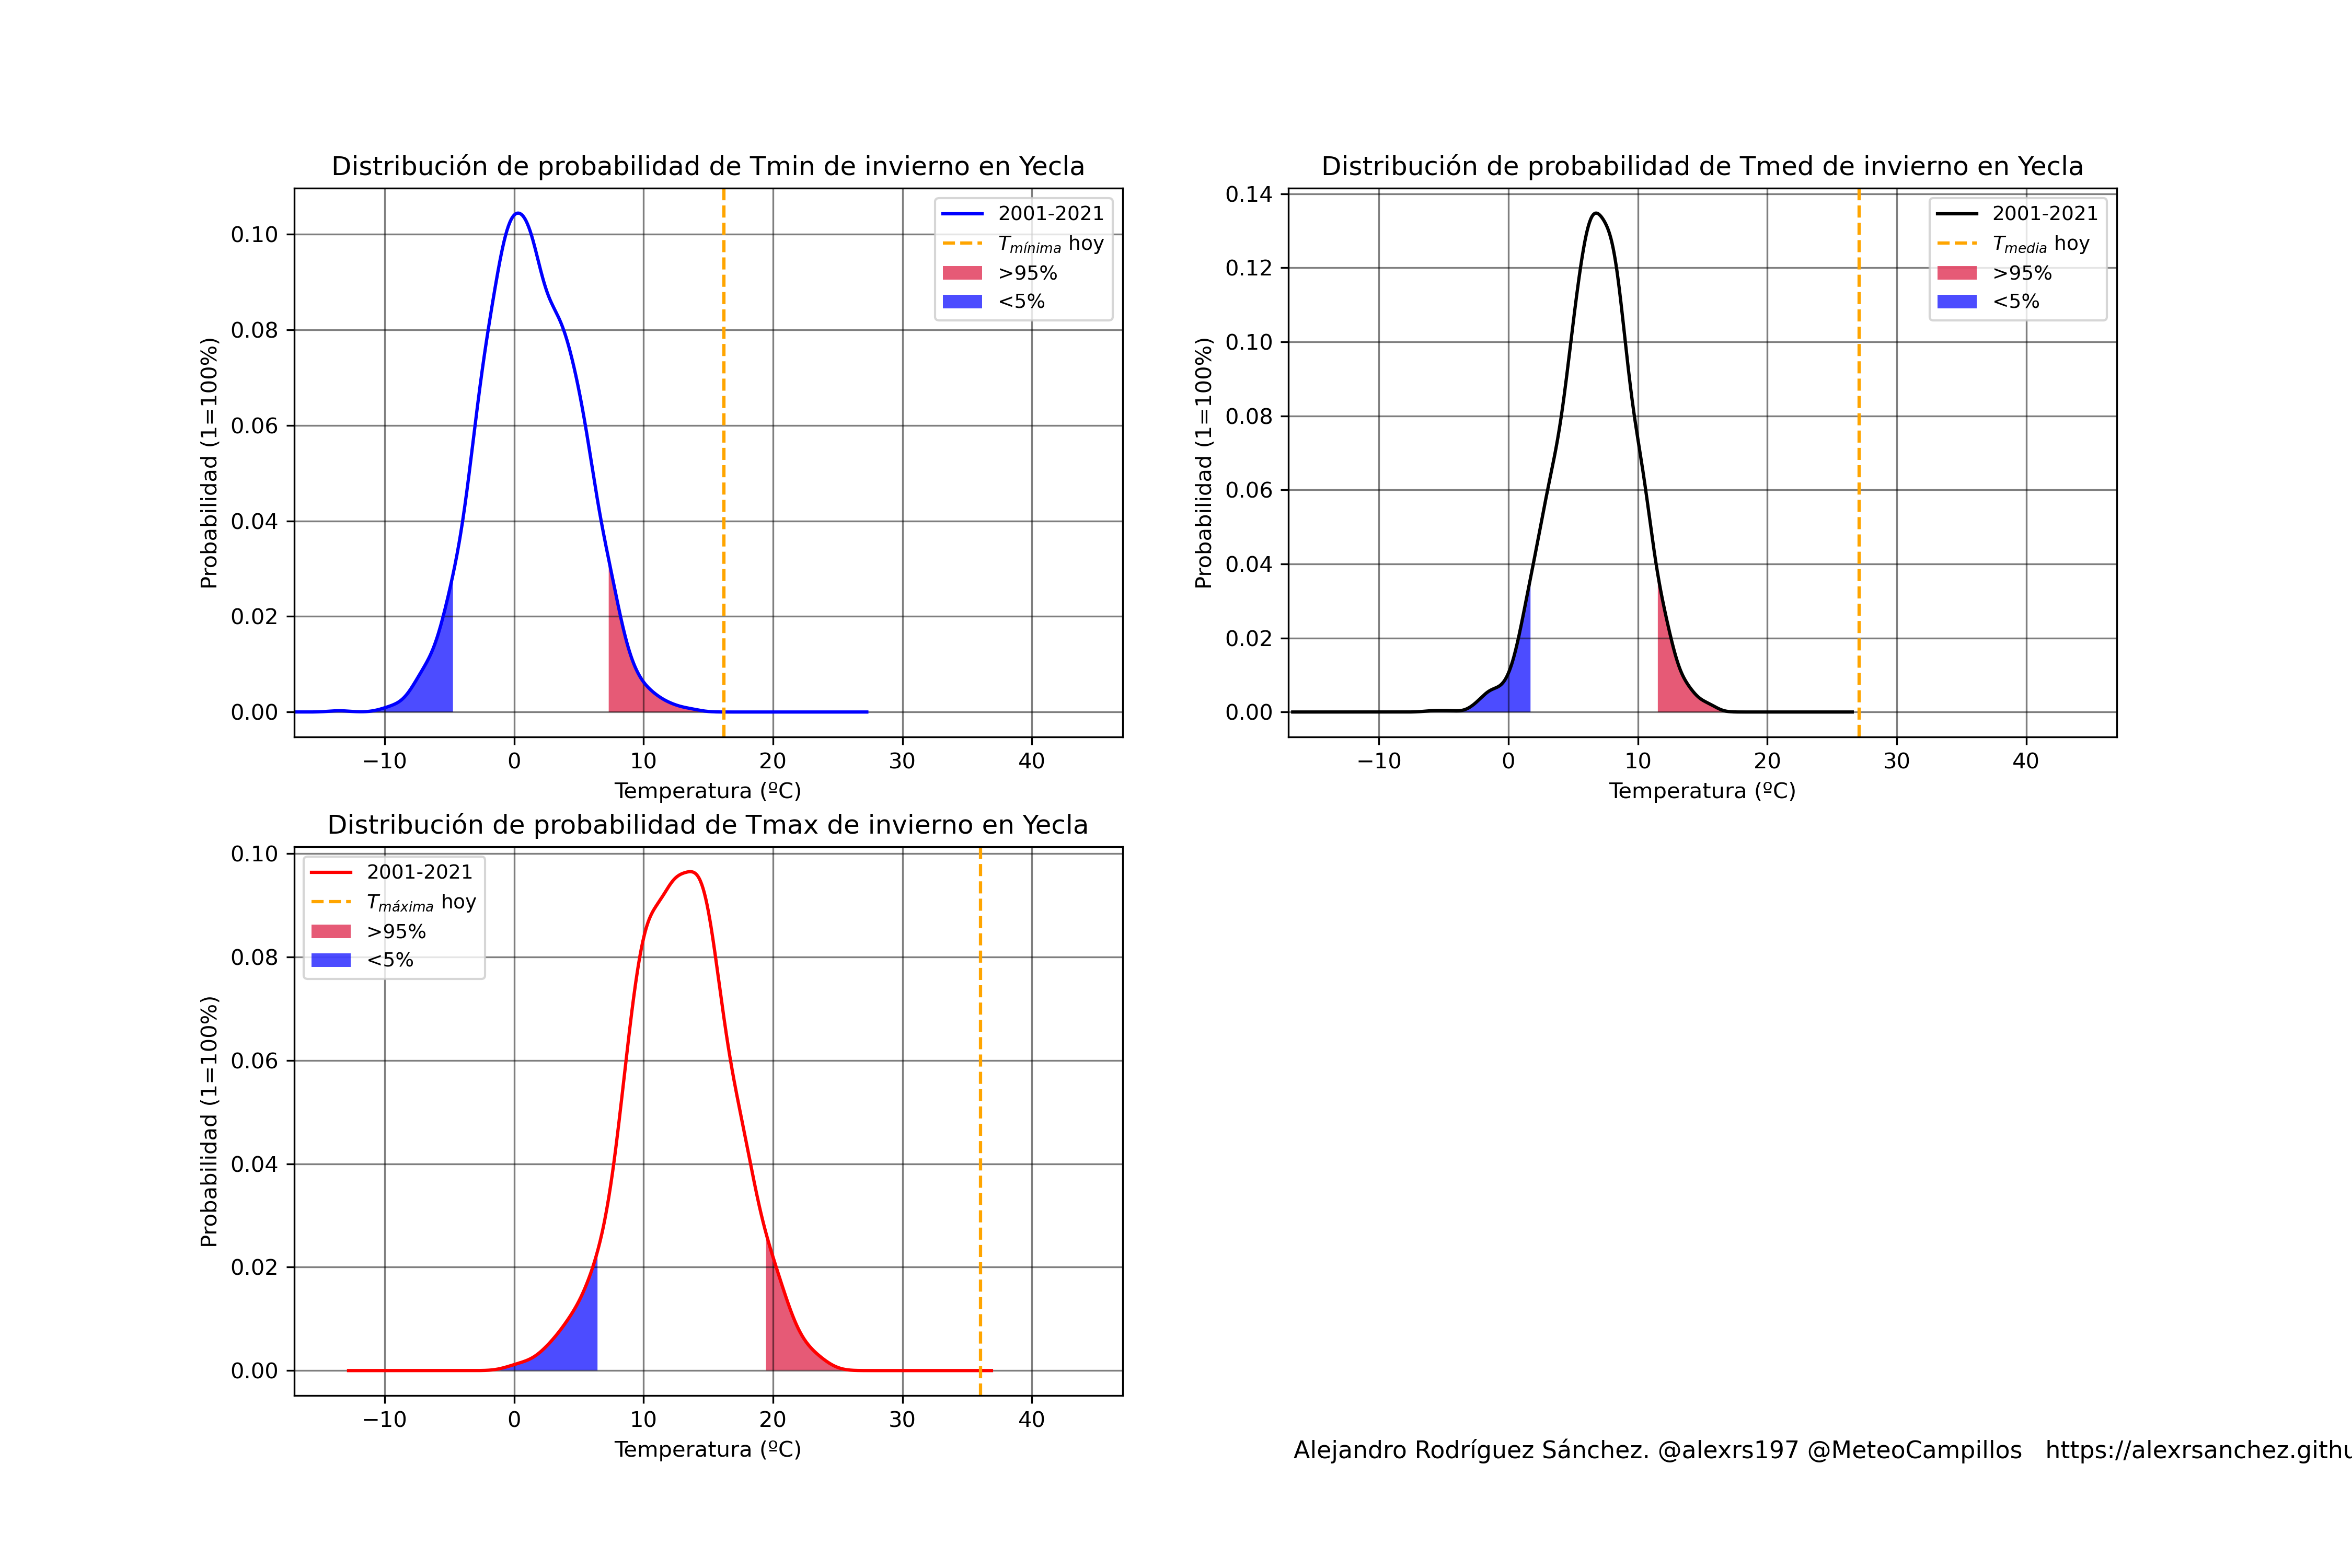 Distribución de probabilidad de Tmin de invierno en Yecla
Probabilidad (1=100%)
0.10
0.08
0.06
0.04
0.02
0.00
2001-2021
Tmínima hoy
>95%
<5%
−10 0 10 20 30 40
Temperatura (ºC)
Distribución de probabilidad de Tmed de invierno en Yecla
Probabilidad (1=100%)
0.14
0.12
0.10
0.08
0.06
0.04
0.02
0.00
2001-2021
Tmedia hoy
>95%
<5%
−10 0 10 20 30 40
Temperatura (ºC)
Distribución de probabilidad de Tmax de invierno en Yecla
Probabilidad (1=100%)
0.10
0.08
0.06
0.04
0.02
0.00
2001-2021
Tmáxima hoy
>95%
<5%
−10 0 10 20 30 40
Temperatura (ºC)
Alejandro Rodríguez Sánchez. @alexrs197 @MeteoCampillos https://alexrsanchez.githu